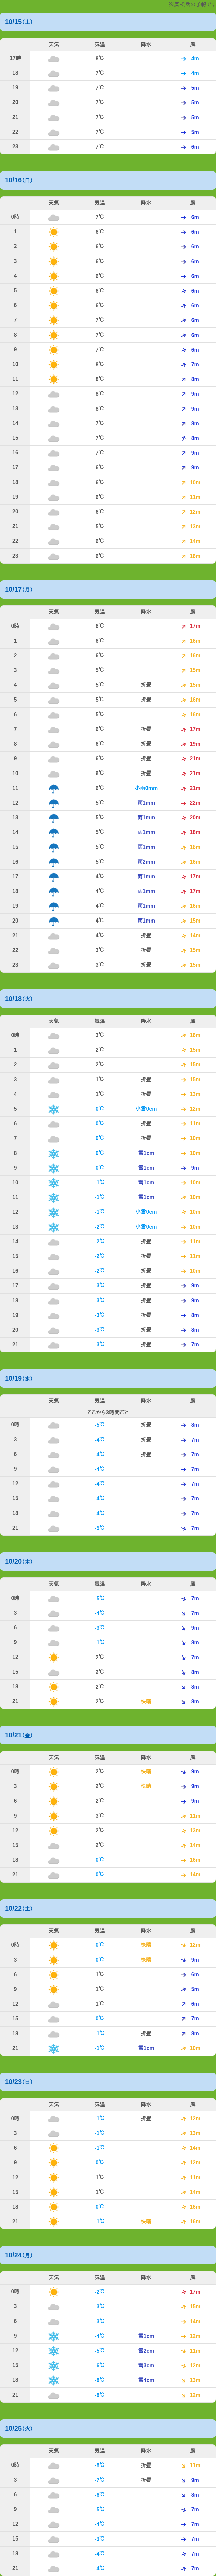 10/15(土)
天気 気温 降水 風
17時 8℃ 4m
18 7℃ 4m
19 7℃ 5m
20 7℃ 5m
21 7℃ 5m
22 7℃ 5m
23 7℃ 6m
10/16(日)
天気 気温 降水 風
0時 7℃ 6m
1 6℃ 6m
2 6℃ 6m
3 6℃ 6m
4 6℃ 6m
5 6℃ 6m
6 6℃ 6m
7 7℃ 6m
8 7℃ 6m
9 7℃ 6m
10 8℃ 7m
11 8℃ 8m
12 8℃ 9m
13 8℃ 9m
14 7℃ 8m
15 7℃ 8m
16 7℃ 9m
17 6℃ 9m
18 6℃ 10m
19 6℃ 11m
20 6℃ 12m
21 5℃ 13m
22 6℃ 14m
23 6℃ 16m
10/17(月)
天気 気温 降水 風
0時 6℃ 17m
1 6℃ 16m
2 6℃ 16m
3 5℃ 15m
4 5℃ 折畳 15m
5 5℃ 折畳 16m
6 5℃ 16m
7 6℃ 折畳 17m
8 6℃ 折畳 19m
9 6℃ 折畳 21m
10 6℃ 折畳 21m
11 6℃ 小雨0mm 21m
12 5℃ 雨1mm 22m
13 5℃ 雨1mm 20m
14 5℃ 雨1mm 18m
15 5℃ 雨1mm 16m
16 5℃ 雨2mm 16m
17 4℃ 雨1mm 17m
18 4℃ 雨1mm 17m
19 4℃ 雨1mm 16m
20 4℃ 雨1mm 15m
21 4℃ 折畳 14m
22 3℃ 折畳 15m
23 3℃ 折畳 15m
10/18(火)
天気 気温 降水 風
0時 3℃ 16m
1 2℃ 15m
2 2℃ 15m
3 1℃ 折畳 15m
4 1℃ 折畳 13m
5 0℃ 小雪0cm 12m
6 0℃ 折畳 11m
7 0℃ 折畳 10m
8 0℃ 雪1cm 10m
9 0℃ 雪1cm 9m
10 -1℃ 雪1cm 10m
11 -1℃ 雪1cm 10m
12 -1℃ 小雪0cm 10m
13 -2℃ 小雪0cm 10m
14 -2℃ 折畳 11m
15 -2℃ 折畳 11m
16 -2℃ 折畳 10m
17 -3℃ 折畳 9m
18 -3℃ 折畳 9m
19 -3℃ 折畳 8m
20 -3℃ 折畳 8m
21 -3℃ 折畳 7m
10/19(水)
天気 気温 降水 風
ここから3時間ごと
0時 -5℃ 折畳 8m
3 -4℃ 折畳 7m
6 -4℃ 折畳 7m
9 -4℃ 7m
12 -4℃ 7m
15 -4℃ 7m
18 -4℃ 7m
21 -5℃ 7m
10/20(木)
天気 気温 降水 風
0時 -5℃ 7m
3 -4℃ 7m
6 -3℃ 9m
9 -1℃ 8m
12 2℃ 7m
15 2℃ 8m
18 2℃ 8m
21 2℃ 快晴 8m
10/21(金)
天気 気温 降水 風
0時 2℃ 快晴 9m
3 2℃ 快晴 9m
6 2℃ 9m
9 3℃ 11m
12 2℃ 13m
15 2℃ 14m
18 0℃ 16m
21 0℃ 14m
10/22(土)
天気 気温 降水 風
0時 0℃ 快晴 12m
3 0℃ 快晴 9m
6 1℃ 6m
9 1℃ 5m
12 1℃ 6m
15 0℃ 7m
18 -1℃ 折畳 8m
21 -1℃ 雪1cm 10m
10/23(日)
天気 気温 降水 風
0時 -1℃ 折畳 12m
3 -1℃ 13m
6 -1℃ 14m
9 0℃ 12m
12 1℃ 11m
15 1℃ 14m
18 0℃ 16m
21 -1℃ 快晴 16m
10/24(月)
天気 気温 降水 風
0時 -2℃ 17m
3 -3℃ 15m
6 -3℃ 14m
9 -4℃ 雪1cm 12m
12 -5℃ 雪2cm 11m
15 -6℃ 雪3cm 12m
18 -8℃ 雪4cm 13m
21 -8℃ 12m
10/25(火)
天気 気温 降水 風
0時 -8℃ 折畳 11m
3 -7℃ 折畳 9m
6 -6℃ 8m
9 -5℃ 7m
12 -4℃ 7m
15 -3℃ 7m
18 -4℃ 7m
21 -4℃ 7m